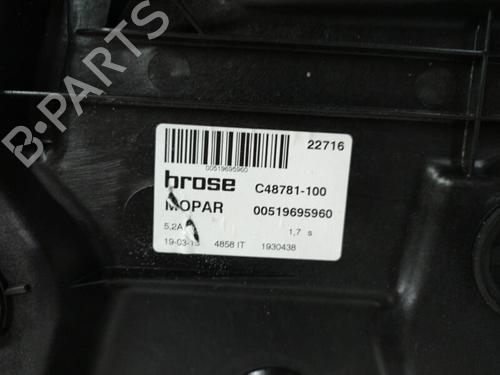 B-PARTS
22716
00519695960
brose C48781-100
MOPAR 00519695960
5,2A 1,7 s
4858 IT 1930438